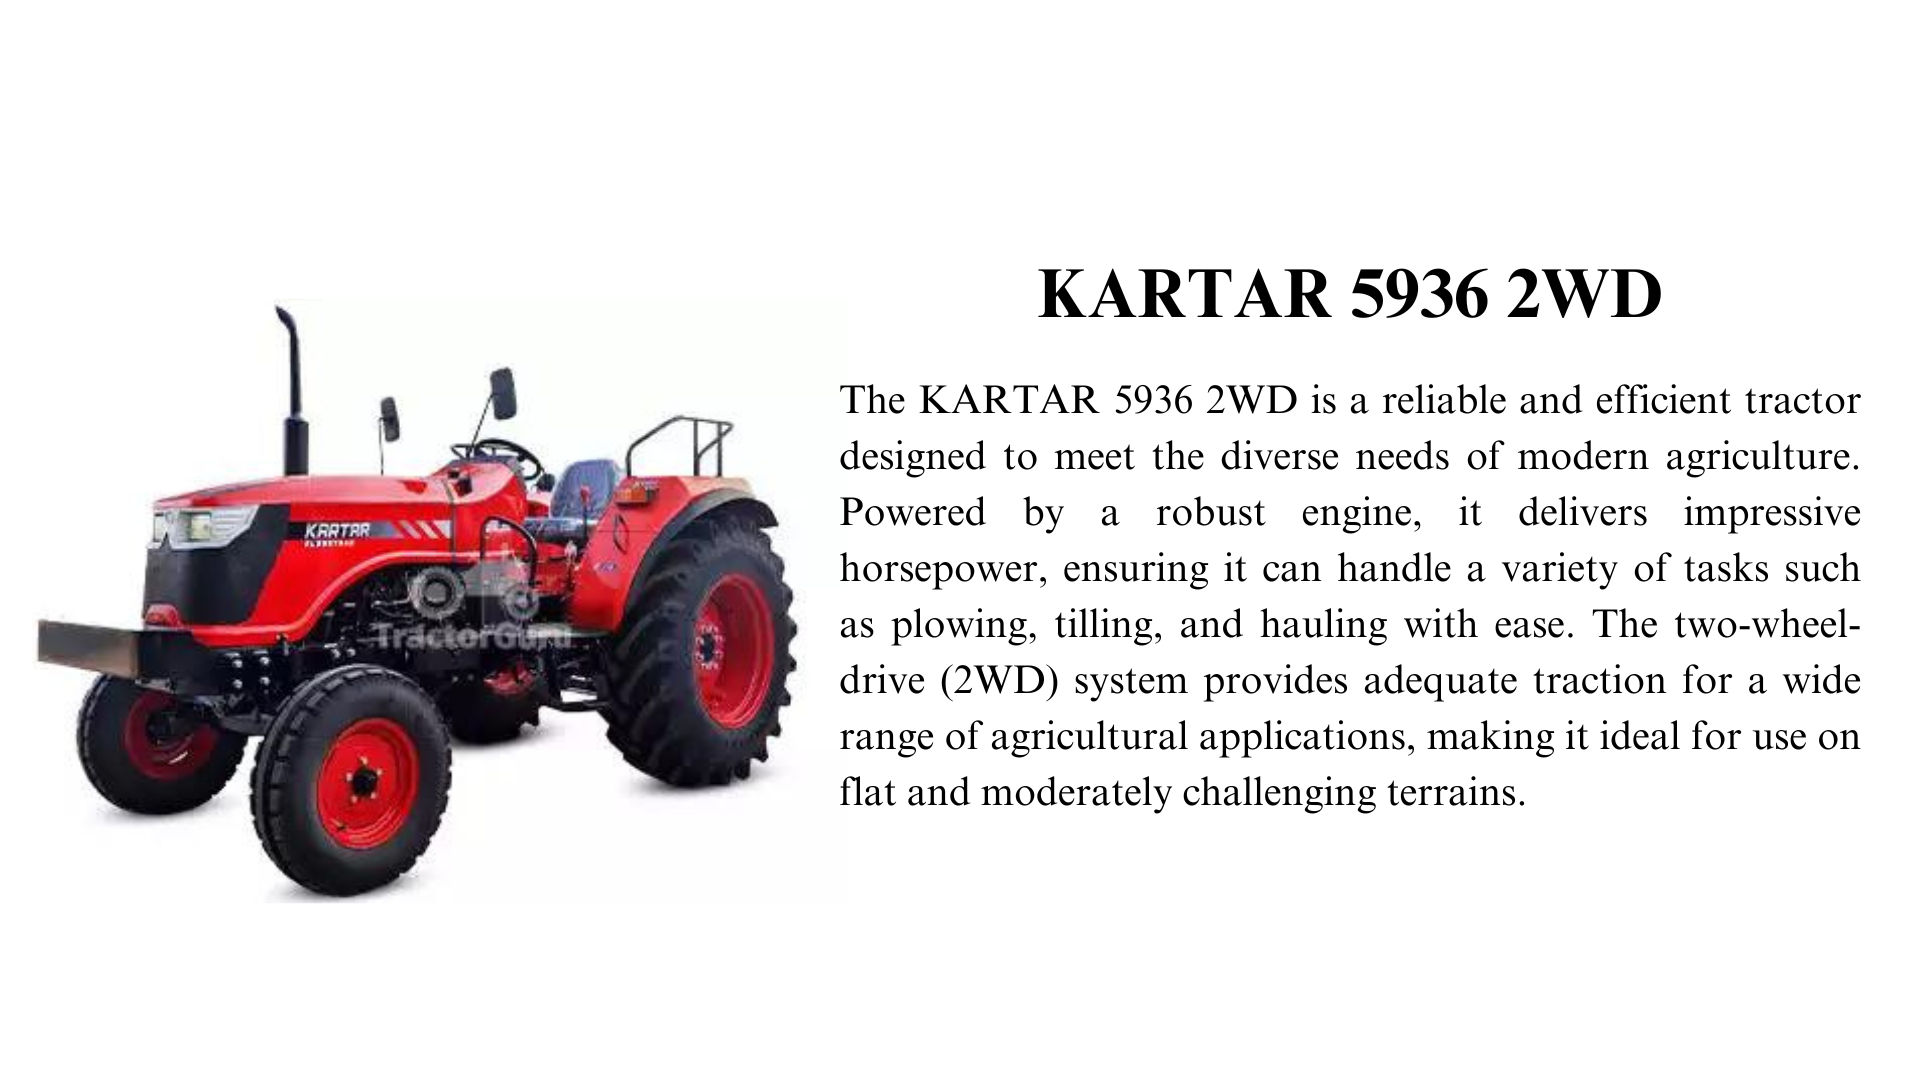 KARTAR 5936 2WD
KARTAR
TractorGuru
The KARTAR 5936 2WD is a reliable and efficient tractor
designed to meet the diverse needs of modern agriculture.
Powered by a robust engine, it delivers impressive
horsepower, ensuring it can handle a variety of tasks such
as plowing, tilling, and hauling with ease. The two-wheel-
drive (2WD) system provides adequate traction for a wide
range of agricultural applications, making it ideal for use on
flat and moderately challenging terrains.